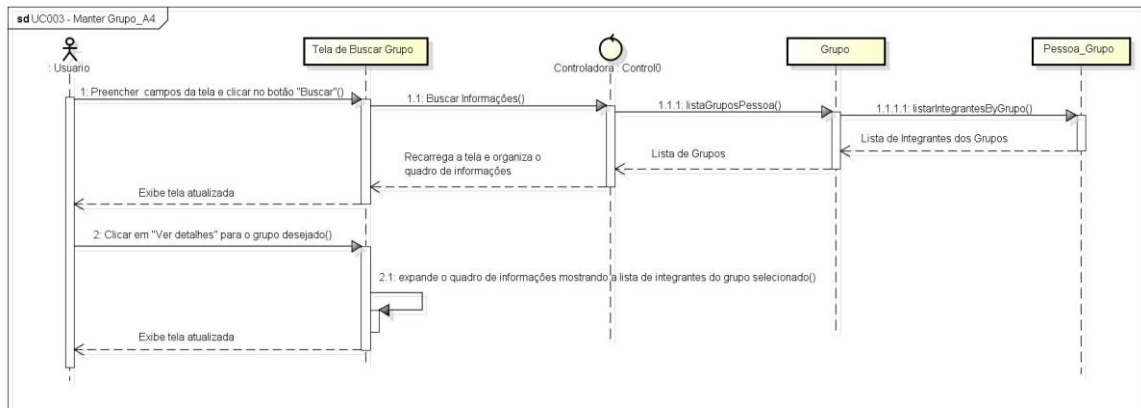 sd UC003 - Manter Grupo_A4
: Usuário
Tela de Buscar Grupo
Controladora : Control0
Grupo
Pessoa_Grupo
1: Preencher campos da tela e clicar no botão "Buscar"()
1.1: Buscar Informações()
1.1.1: listaGruposPessoa()
1.1.1.1: listarIntegrantesByGrupo()
Lista de Integrantes dos Grupos
Lista de Grupos
Recarrega a tela e organiza o
quadro de informações
Exibe tela atualizada
2: Clicar em "Ver detalhes" para o grupo desejado()
2.1: expande o quadro de informações mostrando a lista de integrantes do grupo selecionado()
Exibe tela atualizada